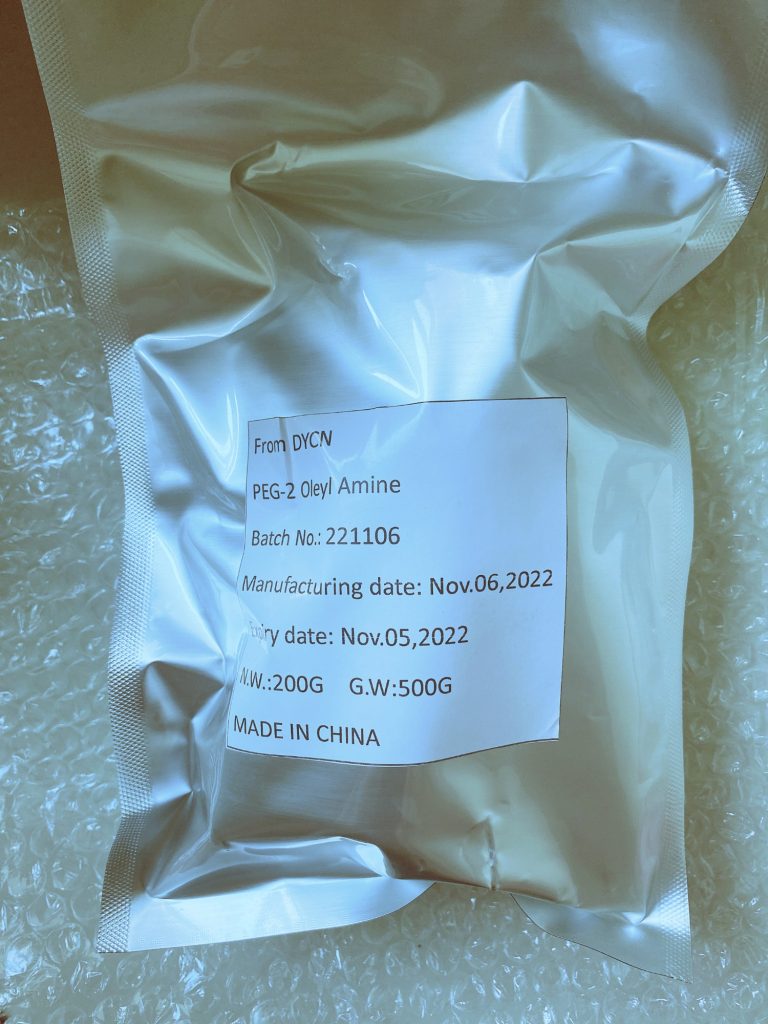 From DYCN
PEG-2 Oleyl Amine
Batch No.: 221106
Manufacturing date: Nov.06,2022
Expiry date: Nov.05,2022
N.W.:200G G.W:500G
MADE IN CHINA